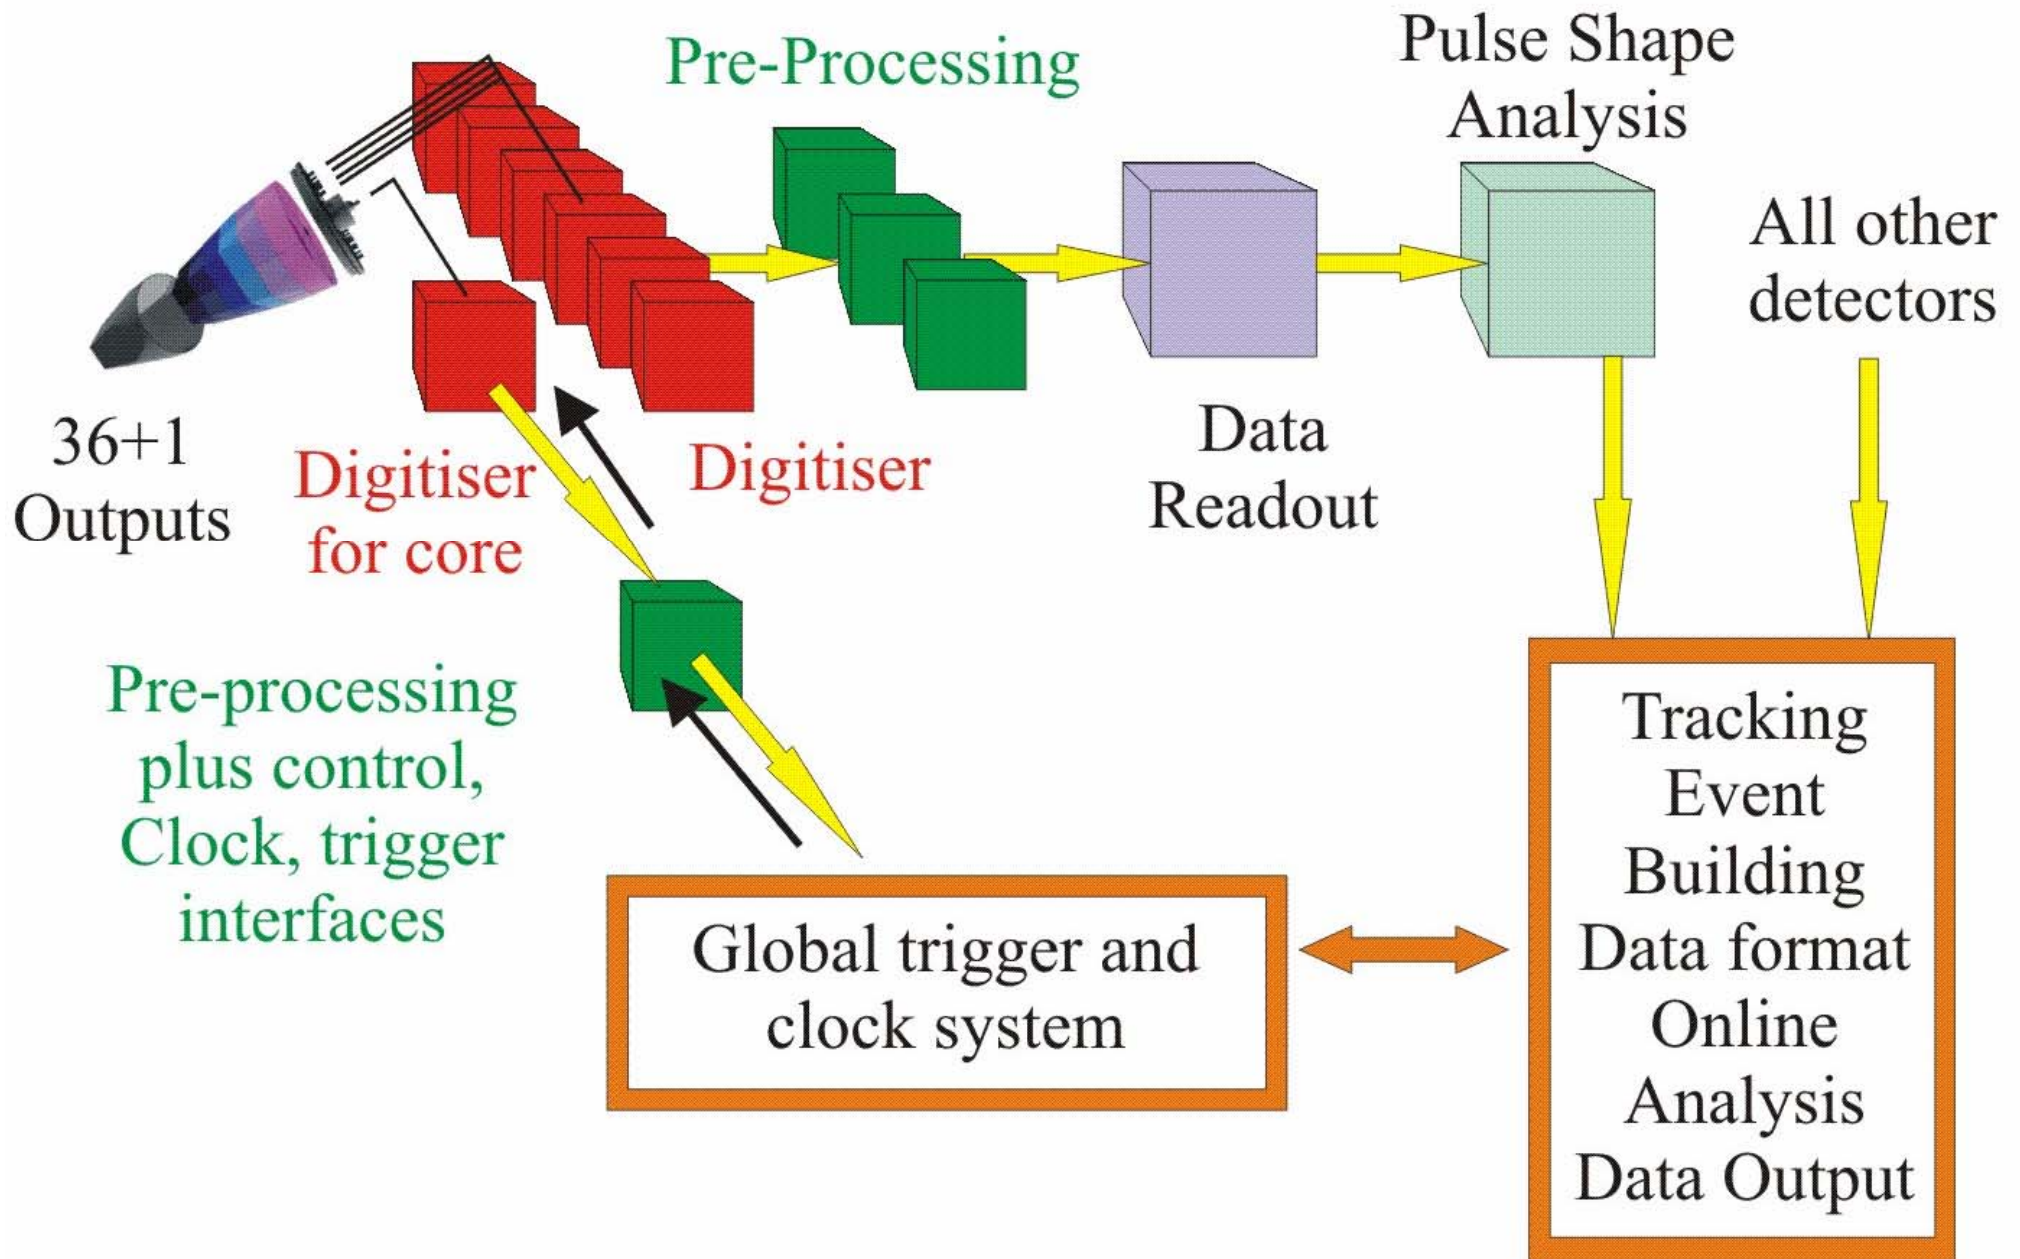 Pre-Processing
Pulse Shape
Analysis
All other
detectors
36+1
Outputs
Digitiser
for core
Digitiser
Data
Readout
Pre-processing
plus control,
Clock, trigger
interfaces
Global trigger and
clock system
Tracking
Event
Building
Data format
Online
Analysis
Data Output